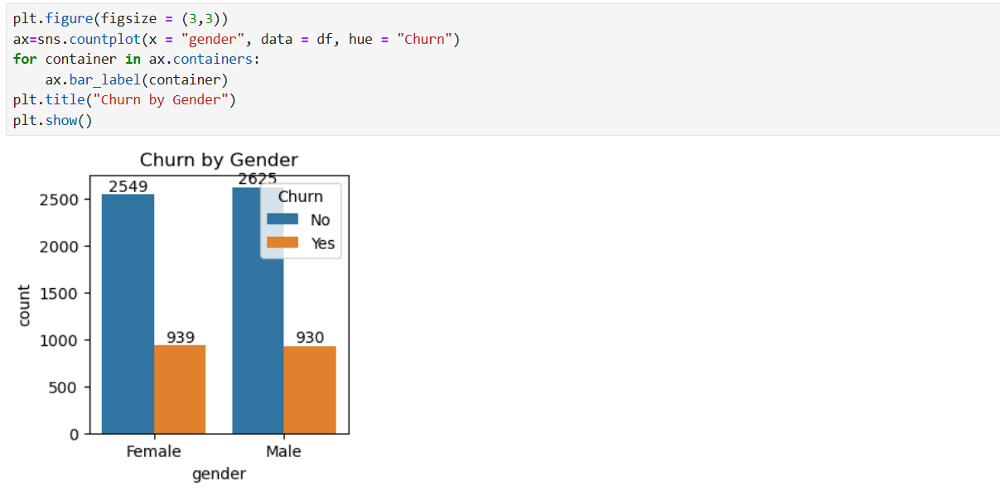 plt.figure(figsize = (3,3))
ax=sns.countplot(x = "gender", data = df, hue = "Churn")
for container in ax.containers:
    ax.bar_label(container)
plt.title("Churn by Gender")
plt.show()
Churn by Gender
2549
2625
2500
Churn
No
2000
Yes
1500
count
1000
939
930
500
0
Female
Male
gender